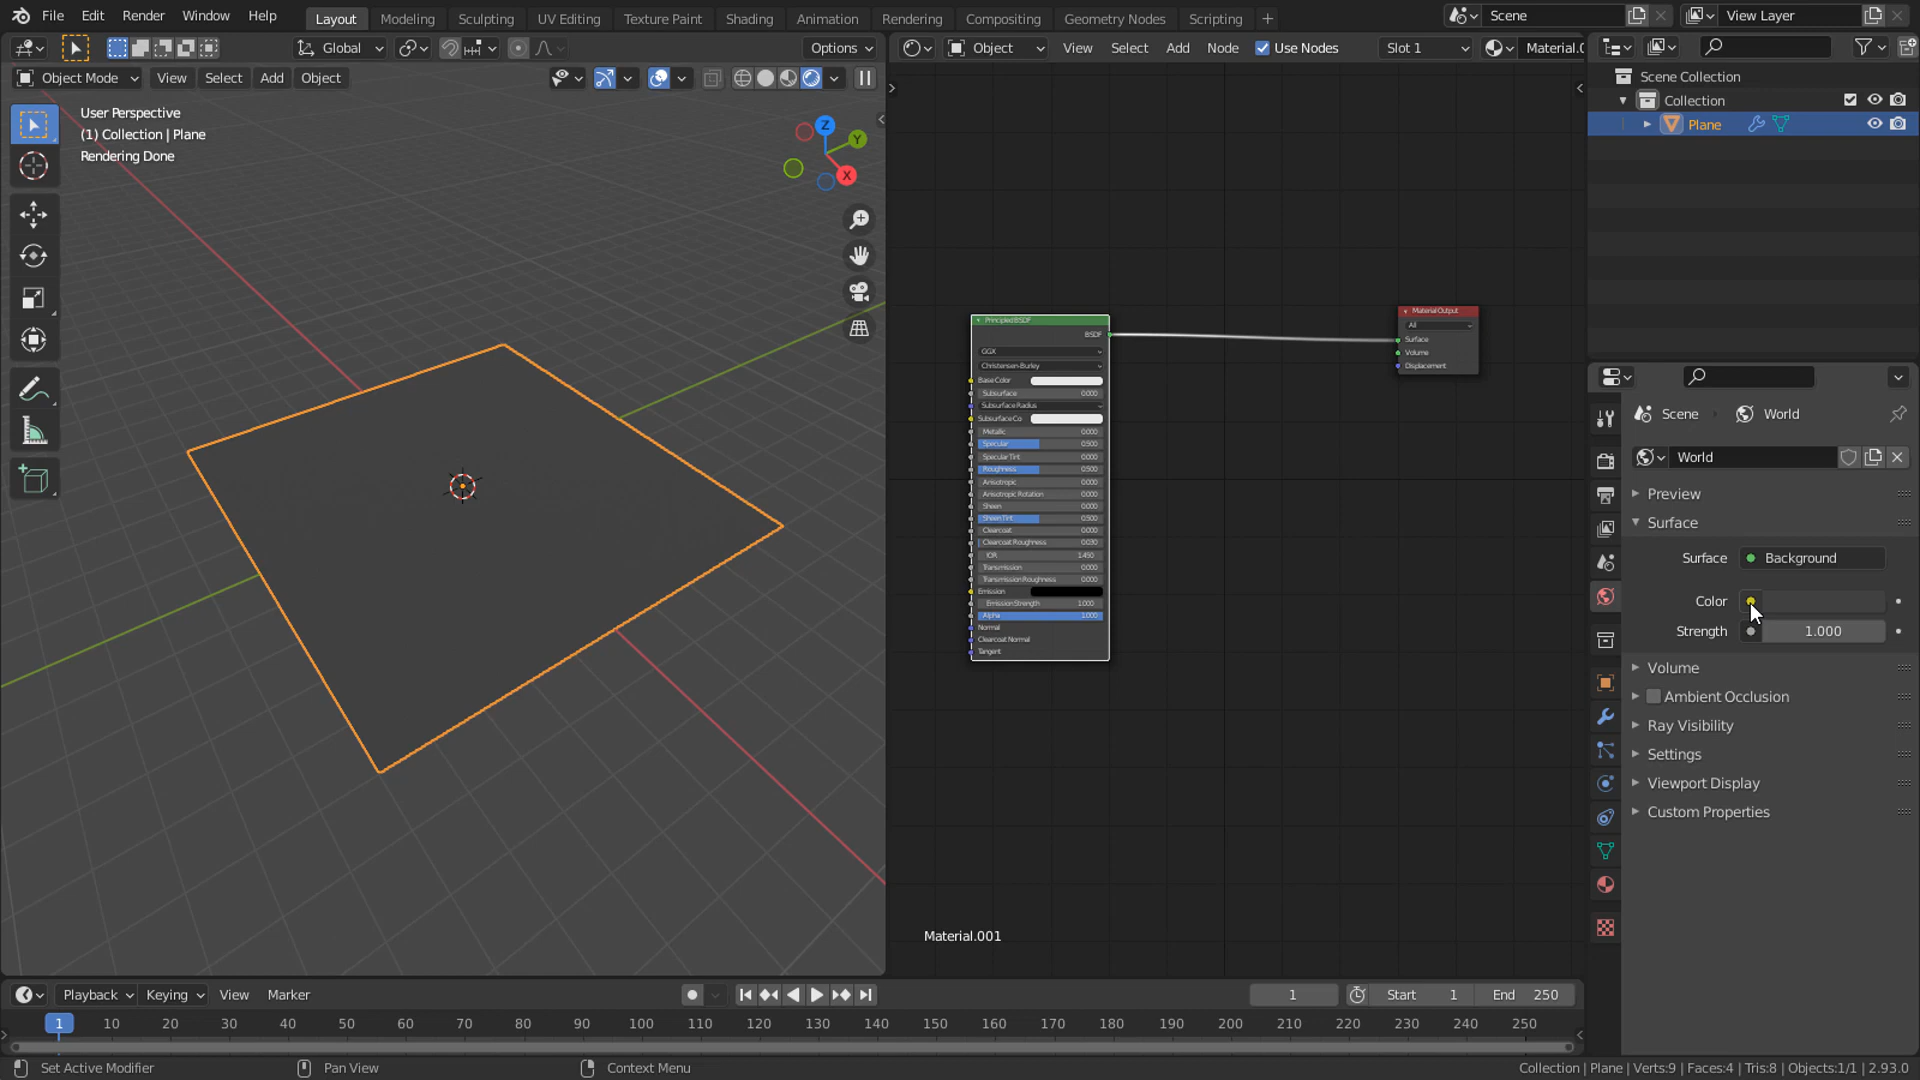 File Edit Render Window Help Layout Modeling Sculpting UV Editing Texture Paint Shading Animation Rendering Compositing Geometry Nodes Scripting + Scene View Layer
Global Options Object View Select Add Node Use Nodes Slot 1 Material.0
Object Mode View Select Add Object
Scene Collection
Collection
Plane
User Perspective
(1) Collection | Plane
Rendering Done
Z
Y
X
Principled BSDF
BSDF
GGX
Christensen-Burley
Base Color
Subsurface 0.000
Subsurface Radius
Subsurface Co
Metallic 0.000
Specular 0.500
Specular Tint 0.000
Roughness 0.500
Anisotropic 0.000
Anisotropic Rotation 0.000
Sheen 0.000
Sheen Tint 0.500
Clearcoat 0.000
Clearcoat Roughness 0.030
IOR 1.450
Transmission 0.000
Transmission Roughness 0.000
Emission
Emission Strength 1.000
Alpha 1.000
Normal
Clearcoat Normal
Tangent
Material Output
All
Surface
Volume
Displacement
Material.001
Scene World
World
Preview
Surface
Surface Background
Color
Strength 1.000
Volume
Ambient Occlusion
Ray Visibility
Settings
Viewport Display
Custom Properties
Playback Keying View Marker 1 Start 1 End 250
1 10 20 30 40 50 60 70 80 90 100 110 120 130 140 150 160 170 180 190 200 210 220 230 240 250
Set Active Modifier Pan View Context Menu Collection | Plane | Verts:9 | Faces:4 | Tris:8 | Objects:1/1 | 2.93.0